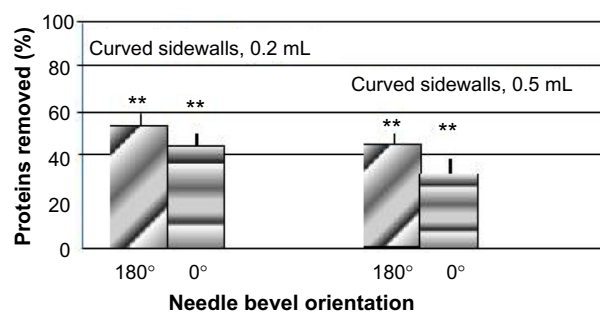 Proteins removed (%)
100
80
60
40
20
0
Curved sidewalls, 0.2 mL
Curved sidewalls, 0.5 mL
** **
** **
180° 0° 180° 0°
Needle bevel orientation